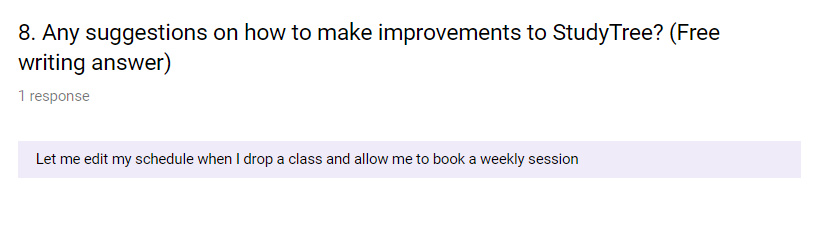 8. Any suggestions on how to make improvements to StudyTree? (Free
writing answer)
1 response
Let me edit my schedule when I drop a class and allow me to book a weekly session